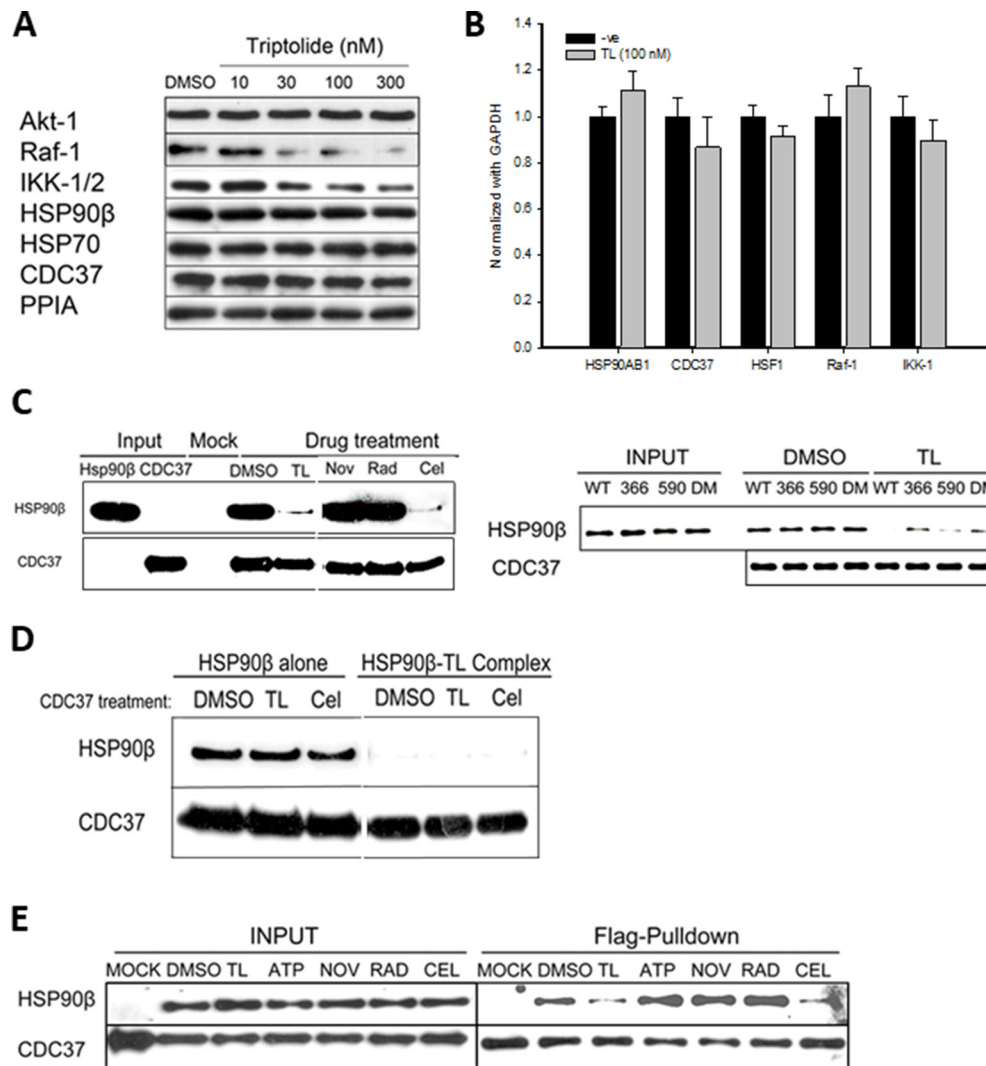 A
Triptolide (nM)
DMSO 10 30 100 300
Akt-1
Raf-1
IKK-1/2
HSP90β
HSP70
CDC37
PPIA
B
-ve
TL (100 nM)
Normalized with GAPDH
1.4
1.2
1.0
0.8
0.6
0.4
0.2
0.0
HSP90AB1 CDC37 HSF1 Raf-1 IKK-1
C
Input Mock Drug treatment
Hsp90β CDC37 DMSO TL Nov Rad Cel
HSP90β
CDC37
INPUT DMSO TL
WT 366 590 DM WT 366 590 DM WT 366 590
HSP90β
CDC37
D
HSP90β alone HSP90β-TL Complex
CDC37 treatment: DMSO TL Cel DMSO TL Cel
HSP90β
CDC37
E
INPUT Flag-Pulldown
MOCK DMSO TL ATP NOV RAD CEL MOCK DMSO TL ATP NOV RAD CEL
HSP90β
CDC37